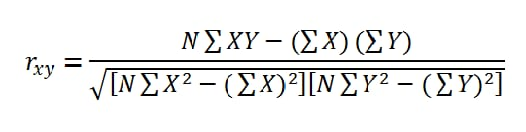 r_xy = (N ∑ XY − (∑ X) (∑ Y)) / √([N ∑ X² − (∑ X)²][N ∑ Y² − (∑ Y)²])